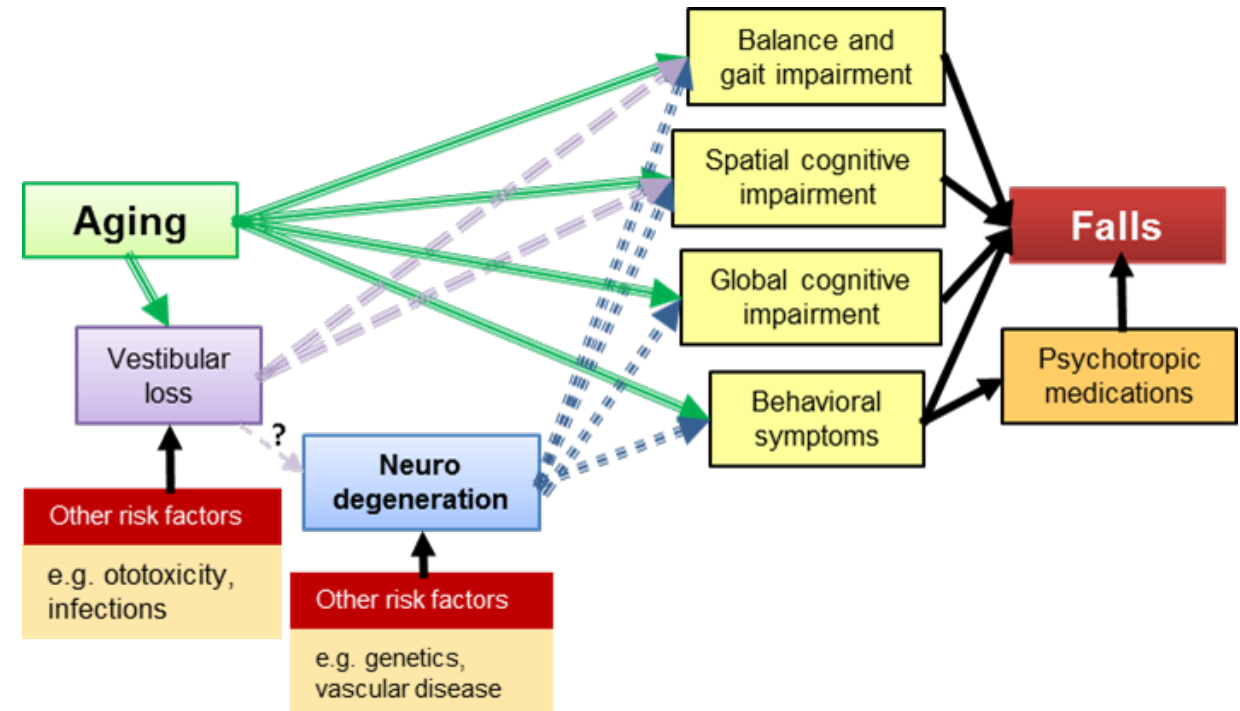 Balance and
gait impairment
Spatial cognitive
impairment
Aging
Falls
Global cognitive
impairment
Vestibular
loss
Psychotropic
medications
Behavioral
symptoms
?
Neuro
degeneration
Other risk factors
e.g. ototoxicity,
infections
Other risk factors
e.g. genetics,
vascular disease